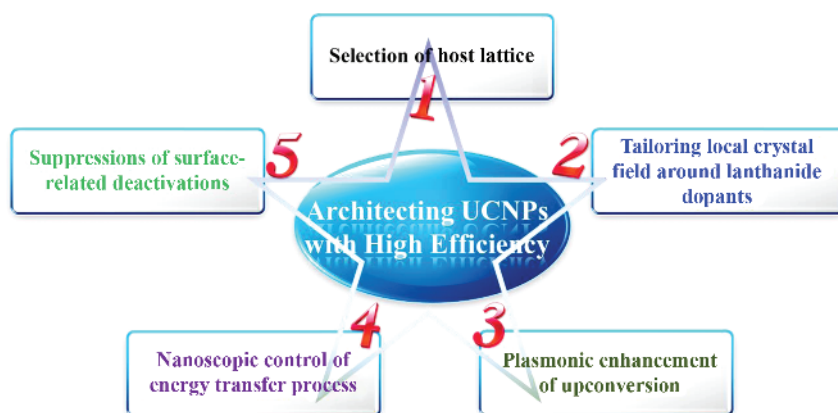 Selection of host lattice
1
2
Tailoring local crystal
field around lanthanide
dopants
3
Plasmonic enhancement
of upconversion
4
Nanoscopic control of
energy transfer process
5
Suppressions of surface-
related deactivations
Architecting UCNPs
with High Efficiency